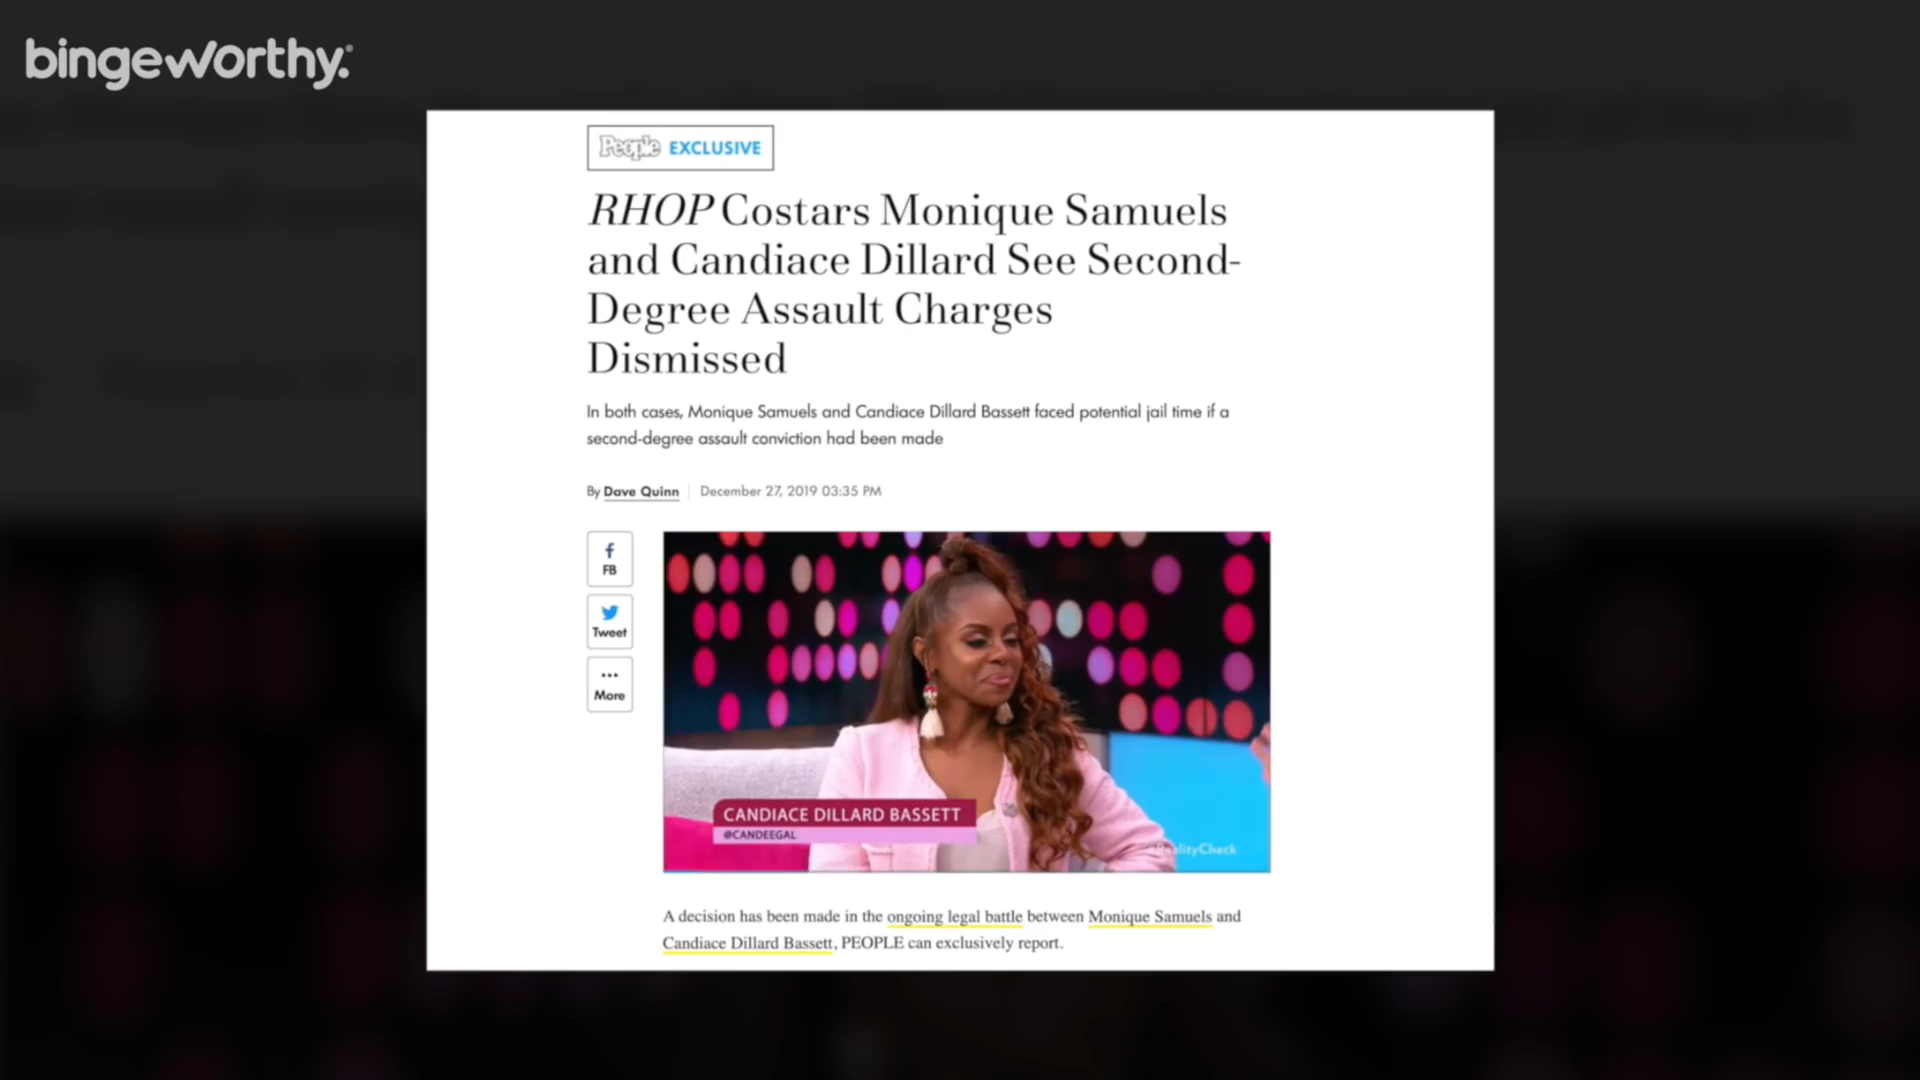 bingeworthy.
People EXCLUSIVE
RHOP Costars Monique Samuels
and Candiace Dillard See Second-
Degree Assault Charges
Dismissed
In both cases, Monique Samuels and Candiace Dillard Bassett faced potential jail time if a
second-degree assault conviction had been made
By Dave Quinn December 27, 2019 03:35 PM
f
FB
Tweet
...
More
CANDIACE DILLARD BASSETT
@CANDEEGAL
#RealityCheck
A decision has been made in the ongoing legal battle between Monique Samuels and
Candiace Dillard Bassett, PEOPLE can exclusively report.